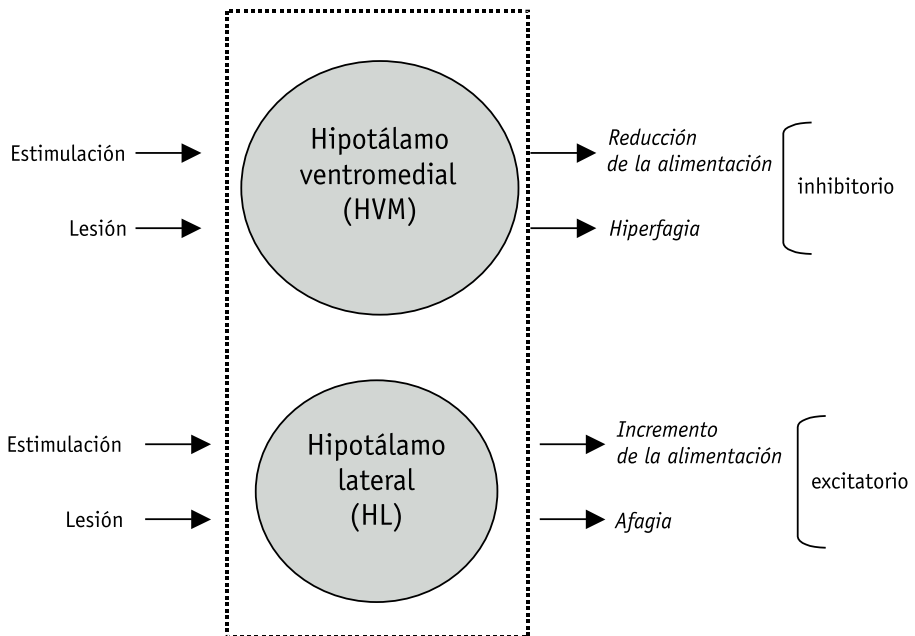 Estimulación
Lesión
Hipotálamo
ventromedial
(HVM)
Reducción
de la alimentación
Hiperfagia
inhibitorio
Estimulación
Lesión
Hipotálamo
lateral
(HL)
Incremento
de la alimentación
Afagia
excitatorio